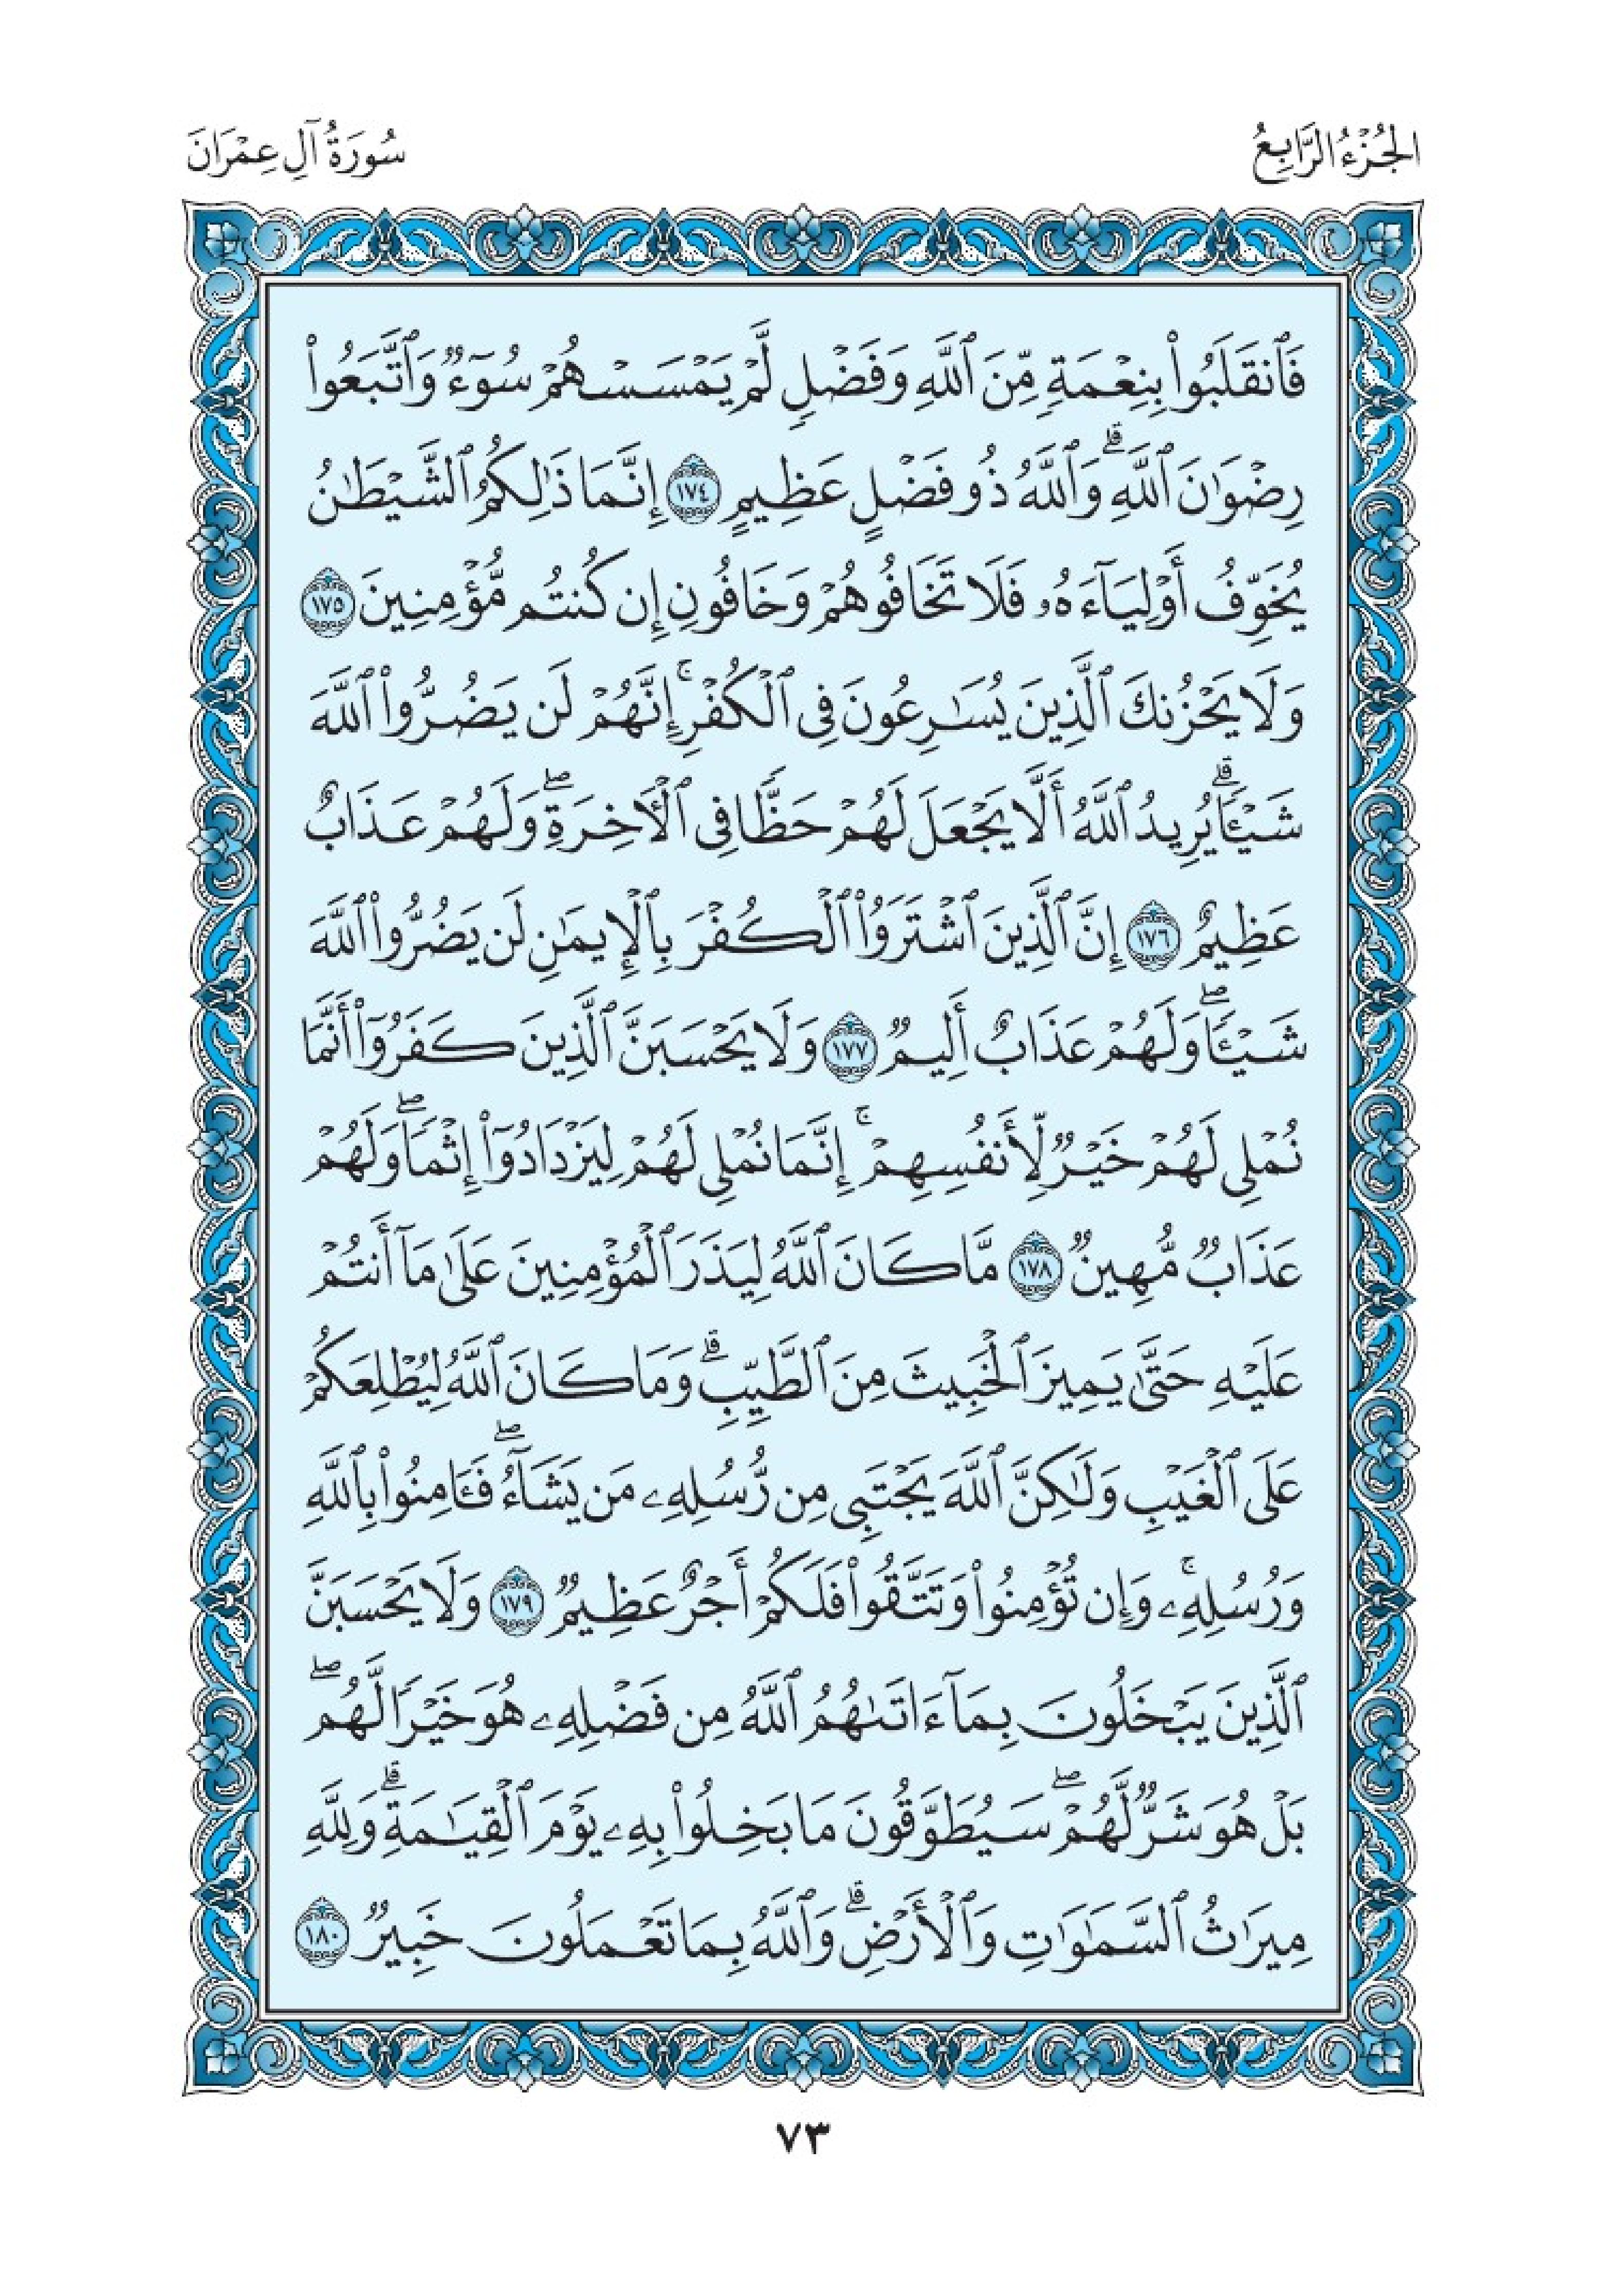 الجُزْءُ الرَّابِعُ
سُورَةُ آلِ عِمْرَانَ
فَٱنقَلَبُوا۟ بِنِعْمَةٍ مِّنَ ٱللَّهِ وَفَضْلٍ لَّمْ يَمْسَسْهُمْ سُوٓءٌ وَٱتَّبَعُوا۟
رِضْوَٰنَ ٱللَّهِ ۗ وَٱللَّهُ ذُو فَضْلٍ عَظِيمٍ ١٧٤ إِنَّمَا ذَٰلِكُمُ ٱلشَّيْطَٰنُ
يُخَوِّفُ أَوْلِيَآءَهُۥ فَلَا تَخَافُوهُمْ وَخَافُونِ إِن كُنتُم مُّؤْمِنِينَ ١٧٥
وَلَا يَحْزُنكَ ٱلَّذِينَ يُسَٰرِعُونَ فِى ٱلْكُفْرِ ۚ إِنَّهُمْ لَن يَضُرُّوا۟ ٱللَّهَ
شَيْـًٔا ۗ يُرِيدُ ٱللَّهُ أَلَّا يَجْعَلَ لَهُمْ حَظًّا فِى ٱلْـَٔاخِرَةِ ۖ وَلَهُمْ عَذَابٌ
عَظِيمٌ ١٧٦ إِنَّ ٱلَّذِينَ ٱشْتَرَوُا۟ ٱلْكُفْرَ بِٱلْإِيمَٰنِ لَن يَضُرُّوا۟ ٱللَّهَ
شَيْـًٔا ۖ وَلَهُمْ عَذَابٌ أَلِيمٌ ١٧٧ وَلَا يَحْسَبَنَّ ٱلَّذِينَ كَفَرُوٓا۟ أَنَّمَا
نُمْلِى لَهُمْ خَيْرٌ لِّأَنفُسِهِمْ ۚ إِنَّمَا نُمْلِى لَهُمْ لِيَزْدَادُوٓا۟ إِثْمًا ۖ وَلَهُمْ
عَذَابٌ مُّهِينٌ ١٧٨ مَّا كَانَ ٱللَّهُ لِيَذَرَ ٱلْمُؤْمِنِينَ عَلَىٰ مَآ أَنتُمْ
عَلَيْهِ حَتَّىٰ يَمِيزَ ٱلْخَبِيثَ مِنَ ٱلطَّيِّبِ ۗ وَمَا كَانَ ٱللَّهُ لِيُطْلِعَكُمْ
عَلَى ٱلْغَيْبِ وَلَٰكِنَّ ٱللَّهَ يَجْتَبِى مِن رُّسُلِهِۦ مَن يَشَآءُ ۖ فَـَٔامِنُوا۟ بِٱللَّهِ
وَرُسُلِهِۦ ۚ وَإِن تُؤْمِنُوا۟ وَتَتَّقُوا۟ فَلَكُمْ أَجْرٌ عَظِيمٌ ١٧٩ وَلَا يَحْسَبَنَّ
ٱلَّذِينَ يَبْخَلُونَ بِمَآ ءَاتَىٰهُمُ ٱللَّهُ مِن فَضْلِهِۦ هُوَ خَيْرًا لَّهُم ۖ
بَلْ هُوَ شَرٌّ لَّهُمْ ۖ سَيُطَوَّقُونَ مَا بَخِلُوا۟ بِهِۦ يَوْمَ ٱلْقِيَٰمَةِ ۗ وَلِلَّهِ
مِيرَٰثُ ٱلسَّمَٰوَٰتِ وَٱلْأَرْضِ ۗ وَٱللَّهُ بِمَا تَعْمَلُونَ خَبِيرٌ ١٨٠
٧٣